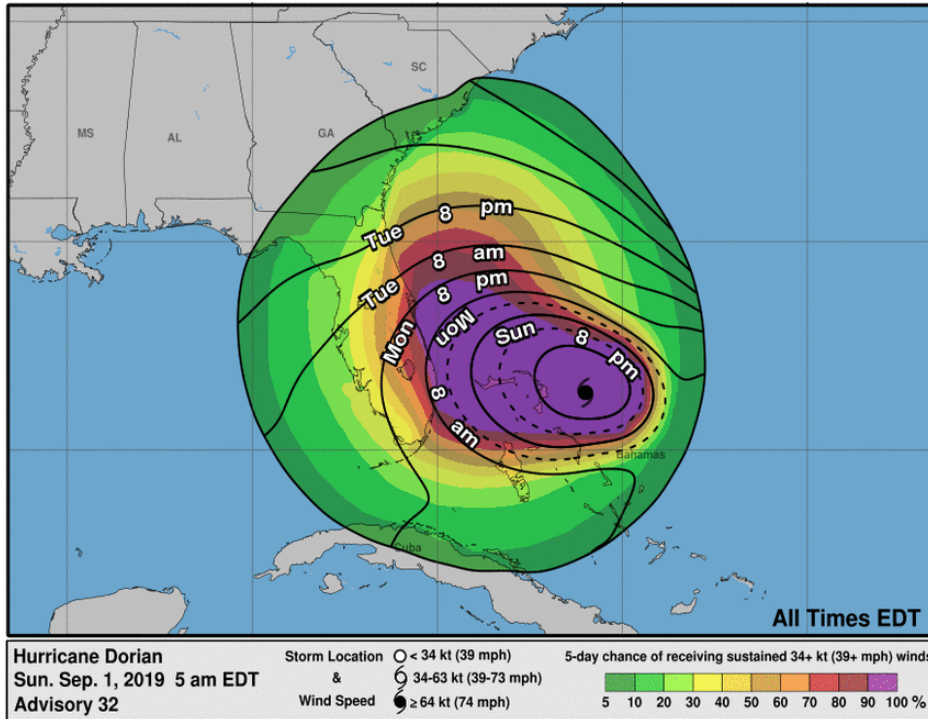 SC
MS
AL
GA
Tue 8 pm
Tue 8 am
Mon 8 pm
Mon 8 am
Sun 8 pm
Bahamas
Cuba
All Times EDT
Hurricane Dorian
Sun. Sep. 1, 2019 5 am EDT
Advisory 32
Storm Location
&
Wind Speed
< 34 kt (39 mph)
34-63 kt (39-73 mph)
≥ 64 kt (74 mph)
5-day chance of receiving sustained 34+ kt (39+ mph) winds
5 10 20 30 40 50 60 70 80 90 100 %